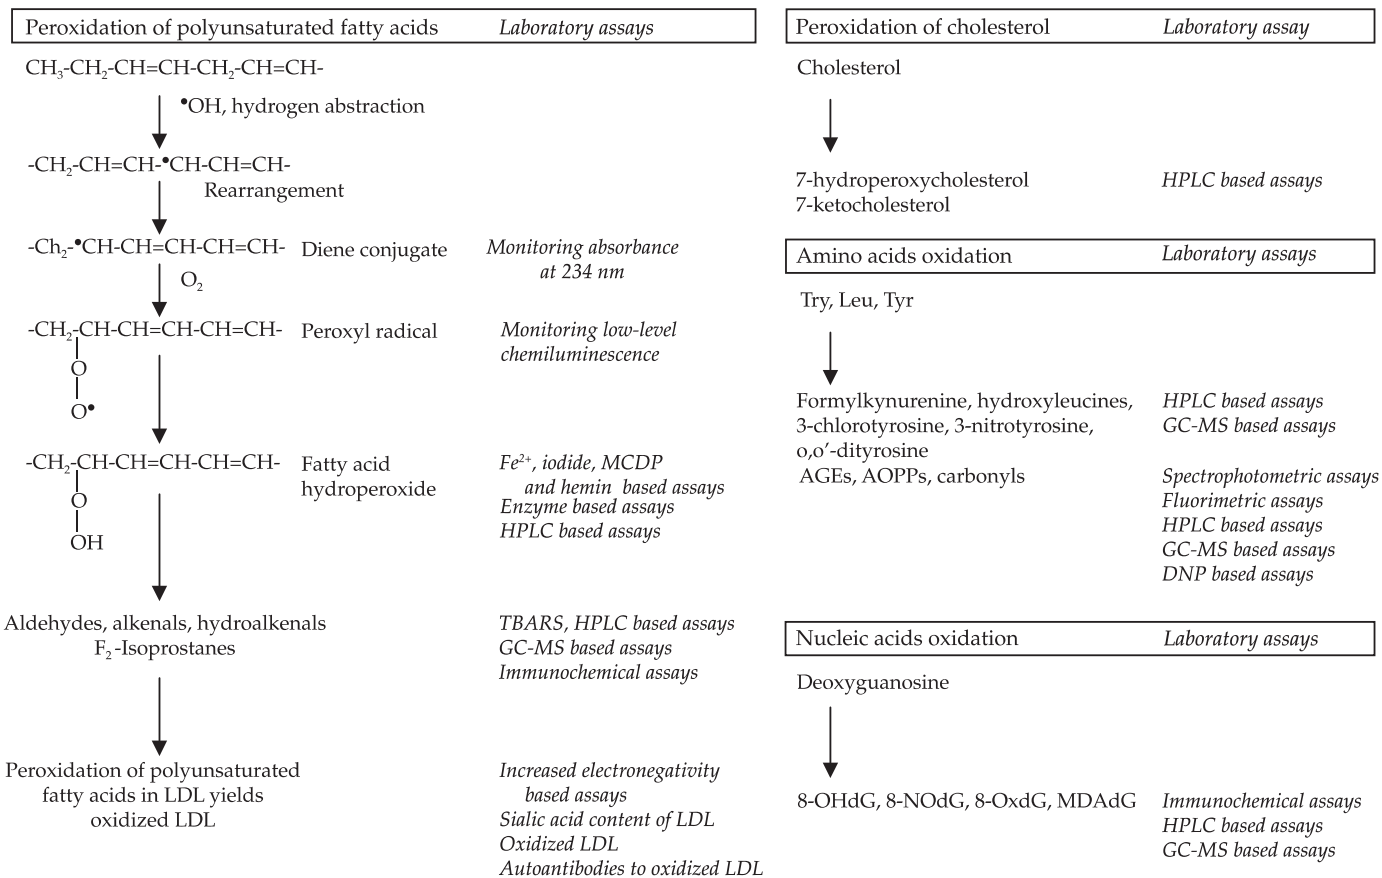 Peroxidation of polyunsaturated fatty acids Laboratory assays
CH₃-CH₂-CH=CH-CH₂-CH=CH-
•OH, hydrogen abstraction
-CH₂-CH=CH-•CH-CH=CH-
Rearrangement
-Ch₂-•CH-CH=CH-CH=CH- Diene conjugate Monitoring absorbance
at 234 nm
O₂
-CH₂-CH-CH=CH-CH=CH- Peroxyl radical Monitoring low-level
chemiluminescence
O
O•
-CH₂-CH-CH=CH-CH=CH- Fatty acid Fe²⁺, iodide, MCDP
hydroperoxide and hemin based assays
O Enzyme based assays
HPLC based assays
OH
Aldehydes, alkenals, hydroalkenals TBARS, HPLC based assays
F₂-Isoprostanes GC-MS based assays
Immunochemical assays
Peroxidation of polyunsaturated Increased electronegativity
fatty acids in LDL yields based assays
oxidized LDL Sialic acid content of LDL
Oxidized LDL
Autoantibodies to oxidized LDL
Peroxidation of cholesterol Laboratory assay
Cholesterol
7-hydroperoxycholesterol HPLC based assays
7-ketocholesterol
Amino acids oxidation Laboratory assays
Try, Leu, Tyr
Formylkynurenine, hydroxyleucines, HPLC based assays
3-chlorotyrosine, 3-nitrotyrosine, GC-MS based assays
o,o′-dityrosine
AGEs, AOPPs, carbonyls Spectrophotometric assays
Fluorimetric assays
HPLC based assays
GC-MS based assays
DNP based assays
Nucleic acids oxidation Laboratory assays
Deoxyguanosine
8-OHdG, 8-NOdG, 8-OxdG, MDAdG Immunochemical assays
HPLC based assays
GC-MS based assays